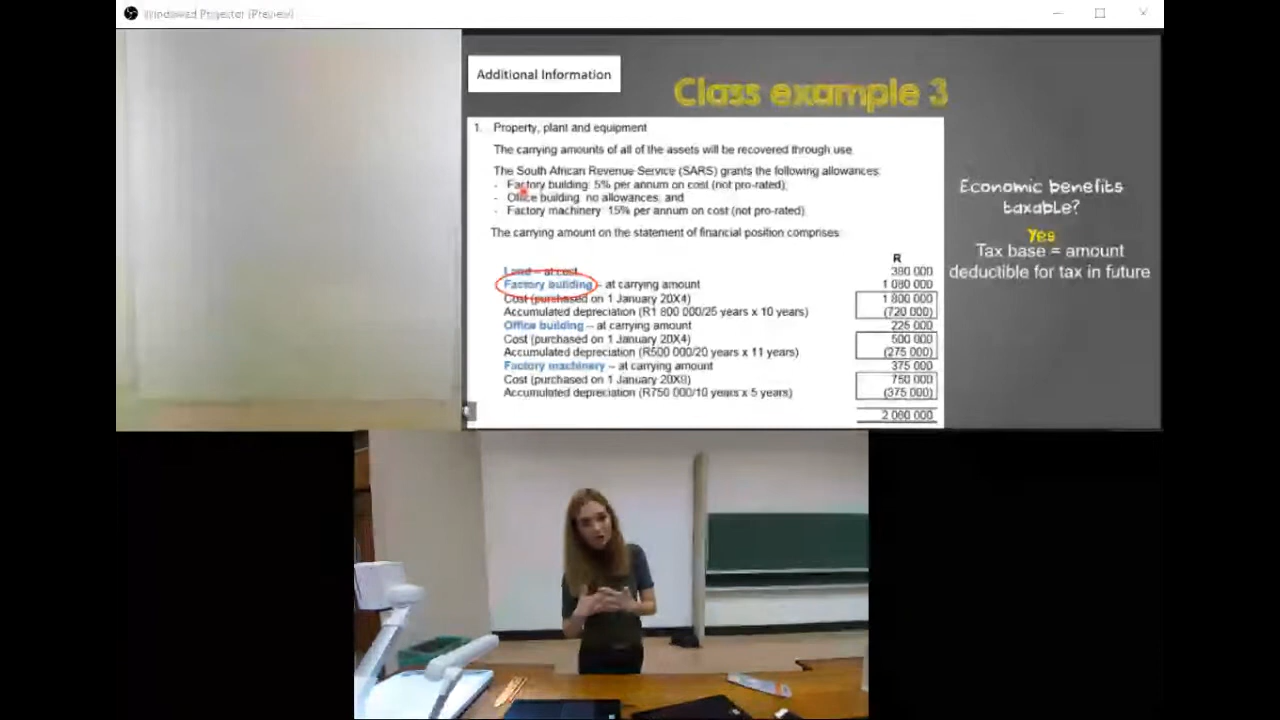 Windowed Projector (Preview)
Additional Information
Class example 3
1. Property, plant and equipment
The carrying amounts of all of the assets will be recovered through use
The South African Revenue Service (SARS) grants the following allowances:
- Factory building: 5% per annum on cost (not pro-rated);
- Office building: no allowances; and
- Factory machinery: 15% per annum on cost (not pro-rated)
The carrying amount on the statement of financial position comprises:
R
Land – at cost 380 000
Factory building – at carrying amount 1 080 000
Cost (purchased on 1 January 20X4) 1 800 000
Accumulated depreciation (R1 800 000/25 years x 10 years) (720 000)
Office building – at carrying amount 225 000
Cost (purchased on 1 January 20X4) 500 000
Accumulated depreciation (R500 000/20 years x 11 years) (275 000)
Factory machinery – at carrying amount 375 000
Cost (purchased on 1 January 20X9) 750 000
Accumulated depreciation (R750 000/10 years x 5 years) (375 000)
2 060 000
Economic benefits
taxable?
Yes
Tax base = amount
deductible for tax in future